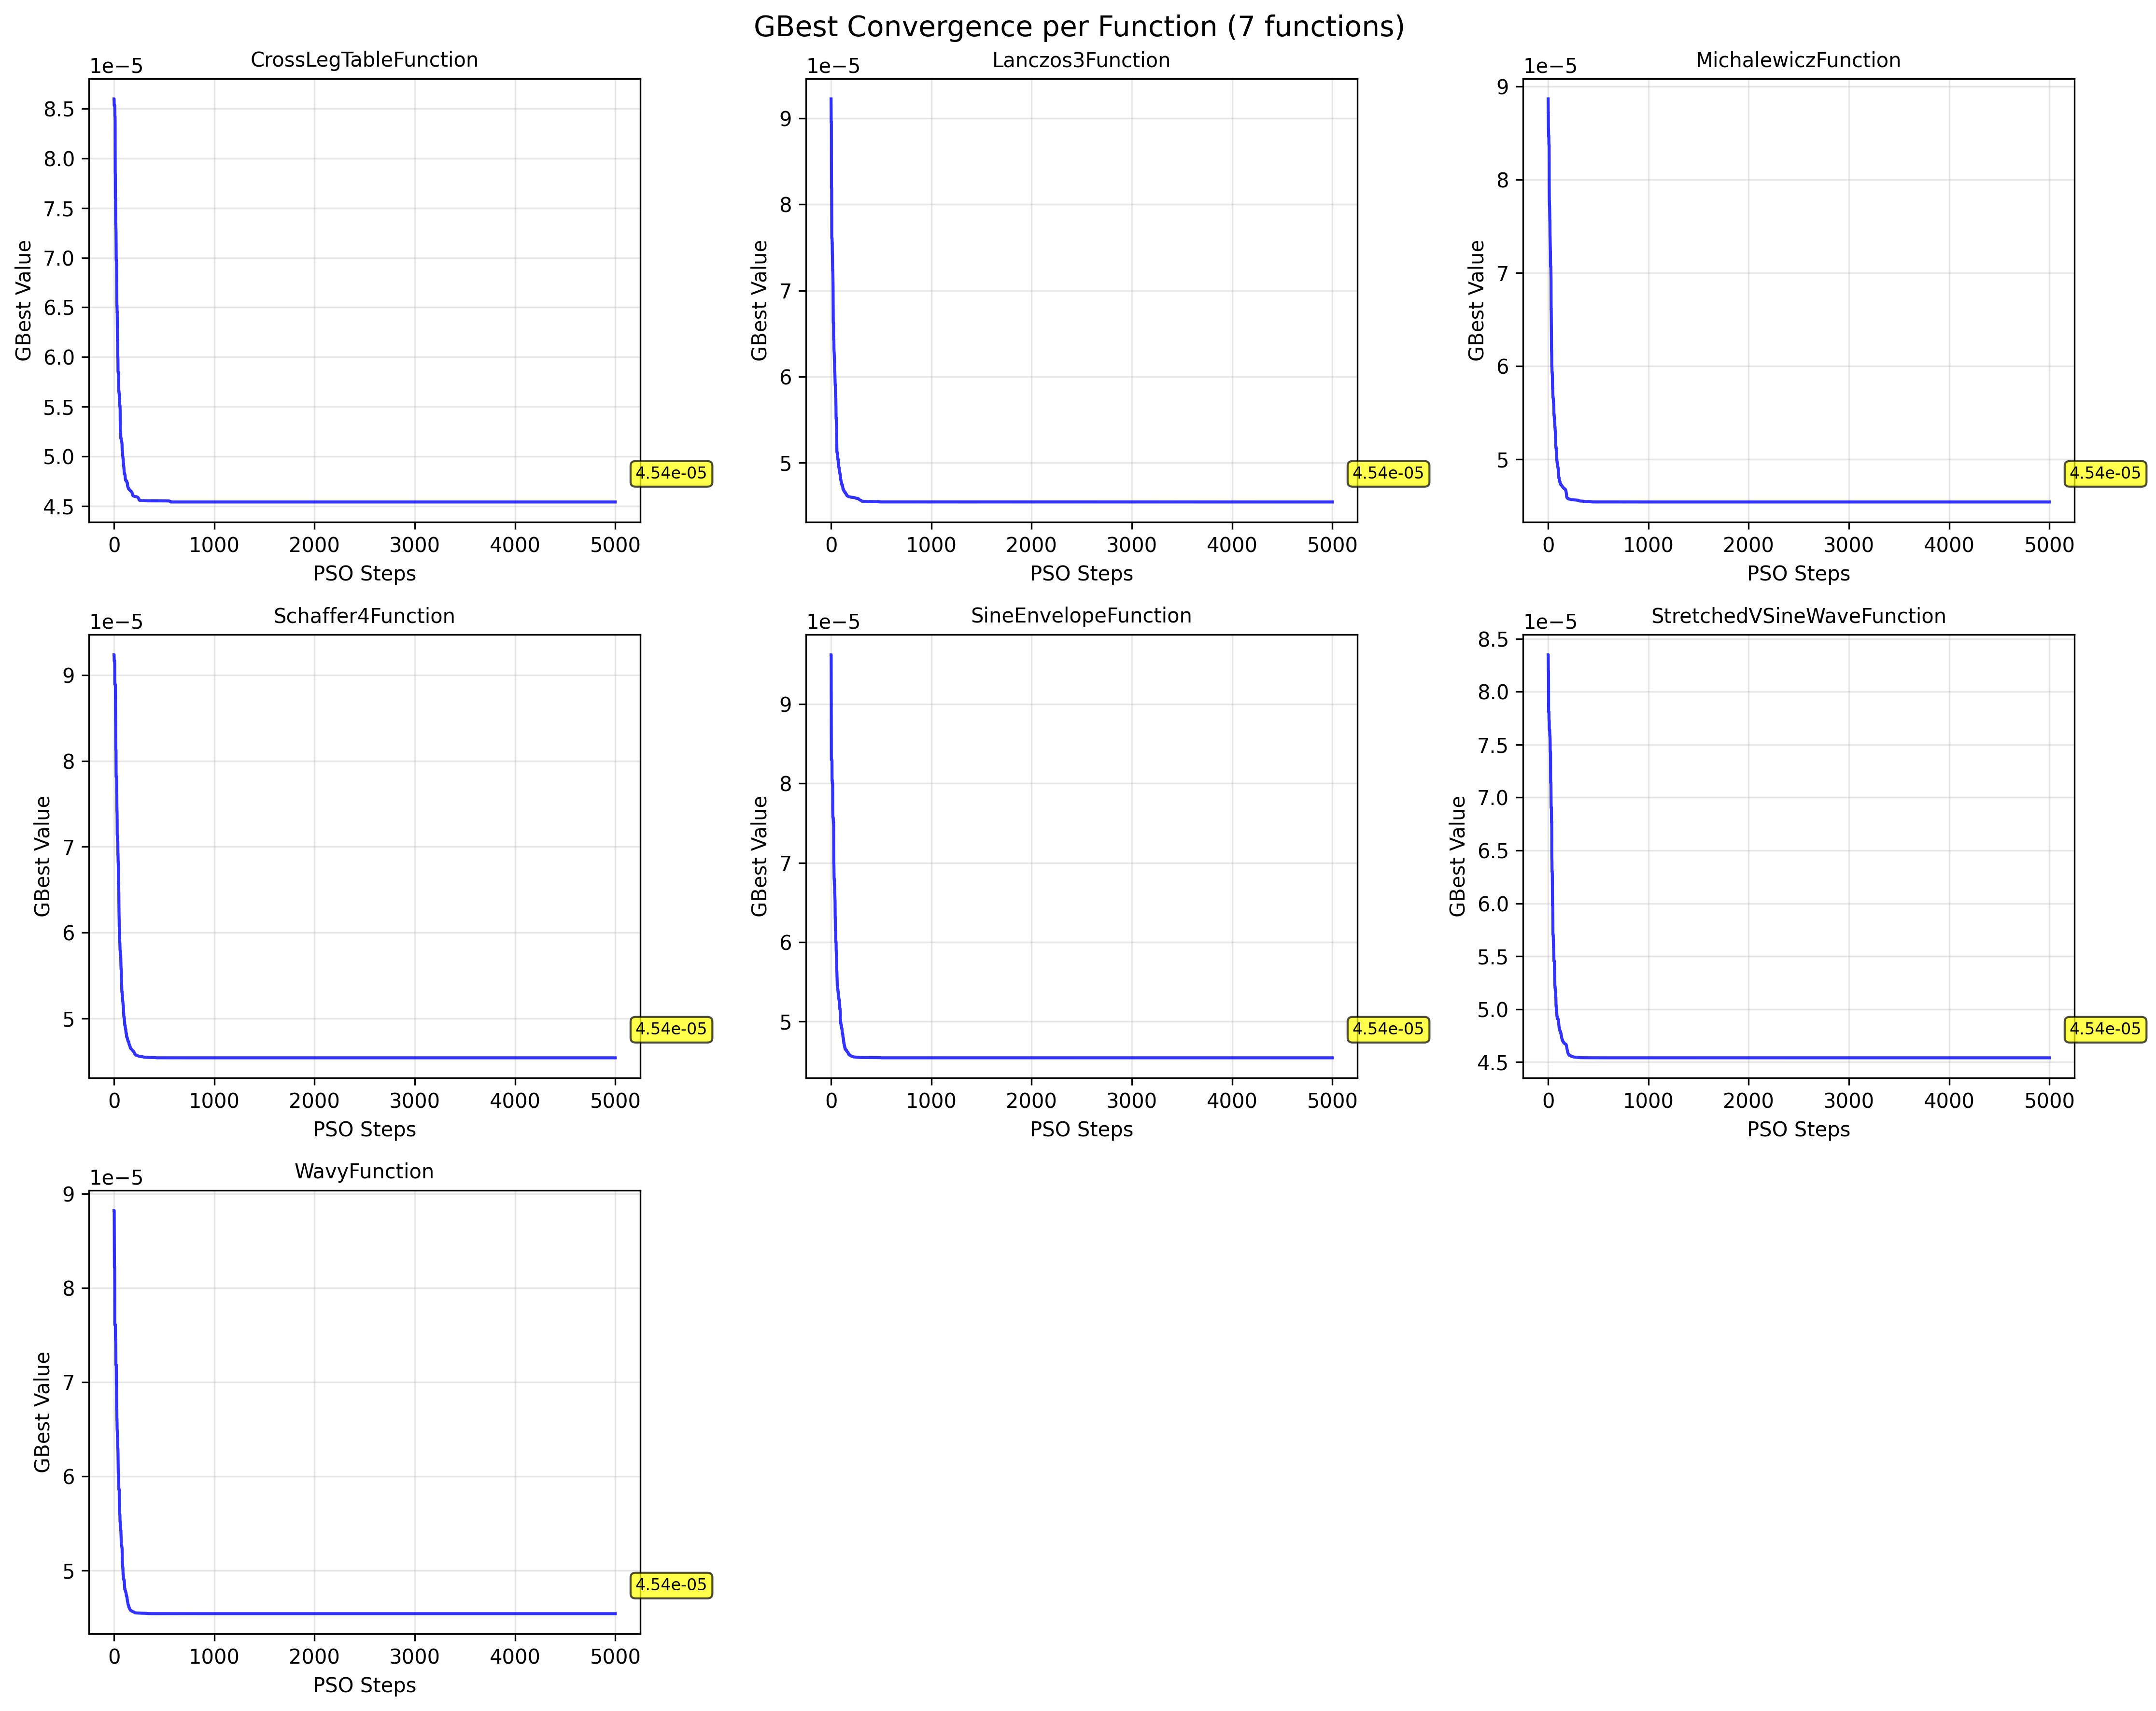 GBest Convergence per Function (7 functions)
CrossLegTableFunction
1e−5
8.5
8.0
7.5
7.0
6.5
6.0
5.5
5.0
4.5
GBest Value
4.54e-05
0 1000 2000 3000 4000 5000
PSO Steps
Lanczos3Function
1e−5
9
8
7
6
5
GBest Value
4.54e-05
0 1000 2000 3000 4000 5000
PSO Steps
MichalewiczFunction
1e−5
9
8
7
6
5
GBest Value
4.54e-05
0 1000 2000 3000 4000 5000
PSO Steps
Schaffer4Function
1e−5
9
8
7
6
5
GBest Value
4.54e-05
0 1000 2000 3000 4000 5000
PSO Steps
SineEnvelopeFunction
1e−5
9
8
7
6
5
GBest Value
4.54e-05
0 1000 2000 3000 4000 5000
PSO Steps
StretchedVSineWaveFunction
1e−5
8.5
8.0
7.5
7.0
6.5
6.0
5.5
5.0
4.5
GBest Value
4.54e-05
0 1000 2000 3000 4000 5000
PSO Steps
WavyFunction
1e−5
9
8
7
6
5
GBest Value
4.54e-05
0 1000 2000 3000 4000 5000
PSO Steps